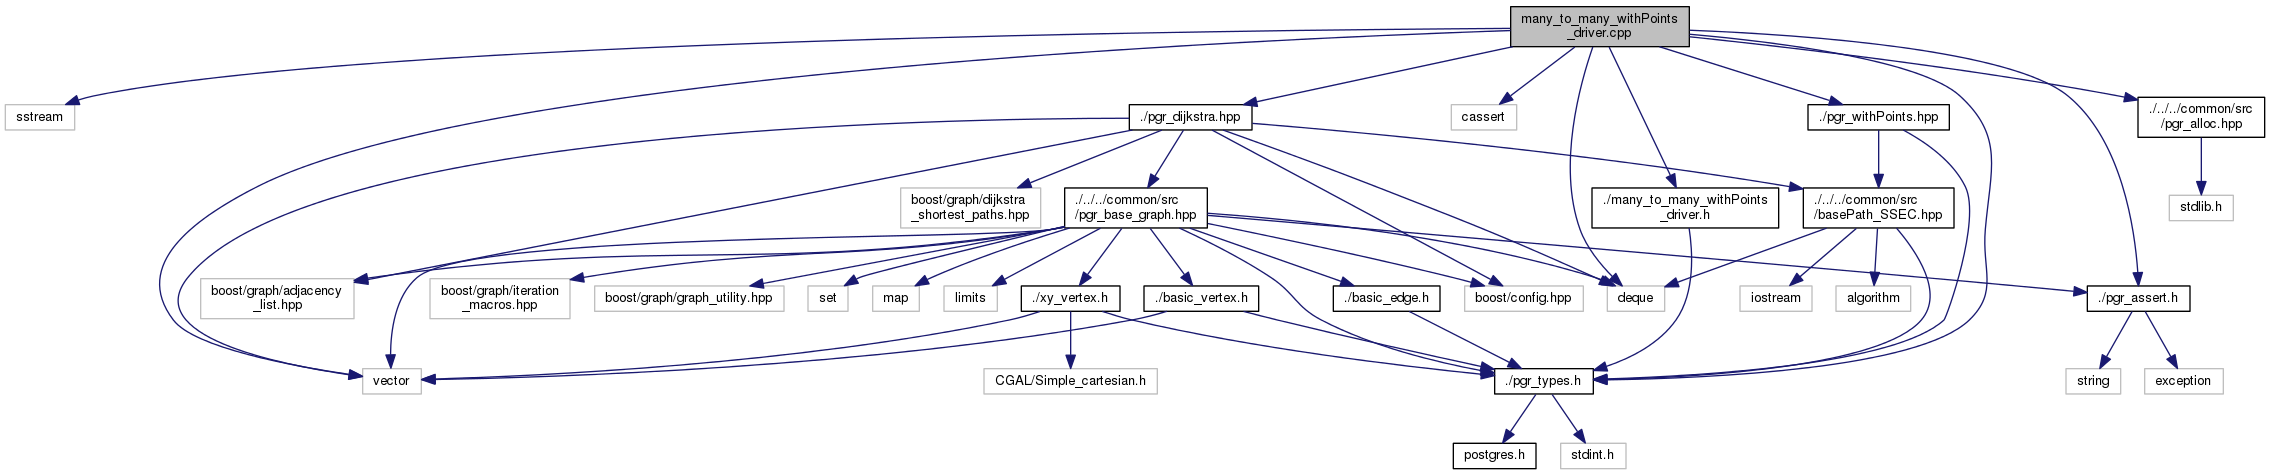 many_to_many_withPoints
_driver.cpp
sstream
./pgr_dijkstra.hpp
cassert
./pgr_withPoints.hpp
./../../common/src
/pgr_alloc.hpp
boost/graph/dijkstra
_shortest_paths.hpp
./../../common/src
/pgr_base_graph.hpp
./many_to_many_withPoints
_driver.h
./../../common/src
/basePath_SSEC.hpp
stdlib.h
boost/graph/adjacency
_list.hpp
boost/graph/iteration
_macros.hpp
boost/graph/graph_utility.hpp
set
map
limits
./xy_vertex.h
./basic_vertex.h
./basic_edge.h
boost/config.hpp
deque
iostream
algorithm
./pgr_assert.h
vector
CGAL/Simple_cartesian.h
./pgr_types.h
string
exception
postgres.h
stdint.h